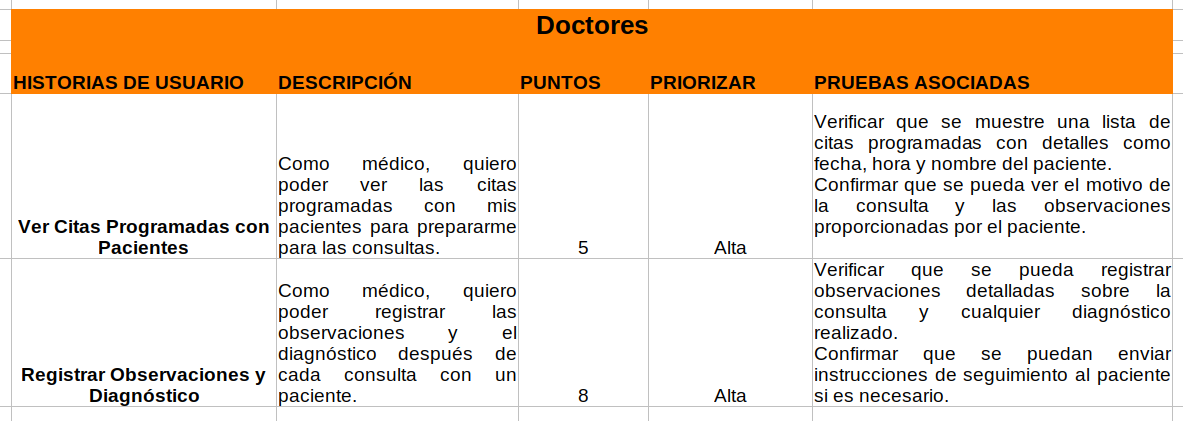 Doctores
HISTORIAS DE USUARIO DESCRIPCIÓN PUNTOS PRIORIZAR PRUEBAS ASOCIADAS
Ver Citas Programadas con
Pacientes
Como médico, quiero
poder ver las citas
programadas con mis
pacientes para prepararme
para las consultas.
5
Alta
Verificar que se muestre una lista de
citas programadas con detalles como
fecha, hora y nombre del paciente.
Confirmar que se pueda ver el motivo de
la consulta y las observaciones
proporcionadas por el paciente.
Registrar Observaciones y
Diagnóstico
Como médico, quiero
poder registrar las
observaciones y el
diagnóstico después de
cada consulta con un
paciente.
8
Alta
Verificar que se pueda registrar
observaciones detalladas sobre la
consulta y cualquier diagnóstico
realizado.
Confirmar que se puedan enviar
instrucciones de seguimiento al paciente
si es necesario.